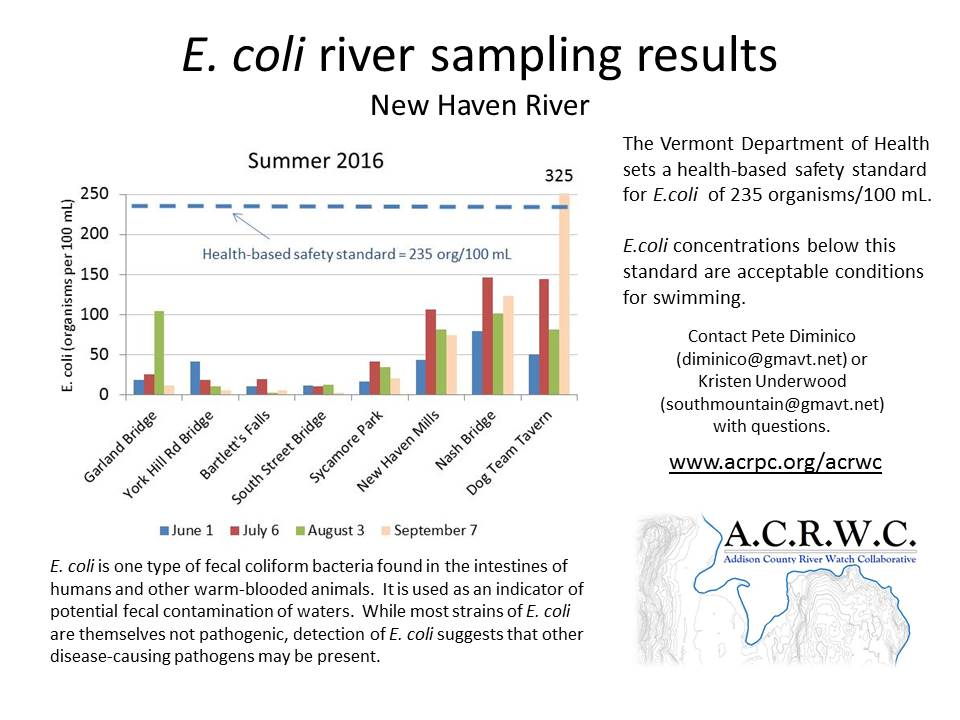 E. coli river sampling results
New Haven River
Summer 2016
325
E. coli (organisms per 100 mL)
250
200
150
100
50
0
Health-based safety standard = 235 org/100 mL
Garland Bridge
York Hill Rd Bridge
Bartlett's Falls
South Street Bridge
Sycamore Park
New Haven Mills
Nash Bridge
Dog Team Tavern
June 1 July 6 August 3 September 7
The Vermont Department of Health
sets a health-based safety standard
for E.coli of 235 organisms/100 mL.
E.coli concentrations below this
standard are acceptable conditions
for swimming.
Contact Pete Diminico
(diminico@gmavt.net) or
Kristen Underwood
(southmountain@gmavt.net)
with questions.
www.acrpc.org/acrwc
A.C.R.W.C.
Addison County River Watch Collaborative
E. coli is one type of fecal coliform bacteria found in the intestines of
humans and other warm-blooded animals. It is used as an indicator of
potential fecal contamination of waters. While most strains of E. coli
are themselves not pathogenic, detection of E. coli suggests that other
disease-causing pathogens may be present.